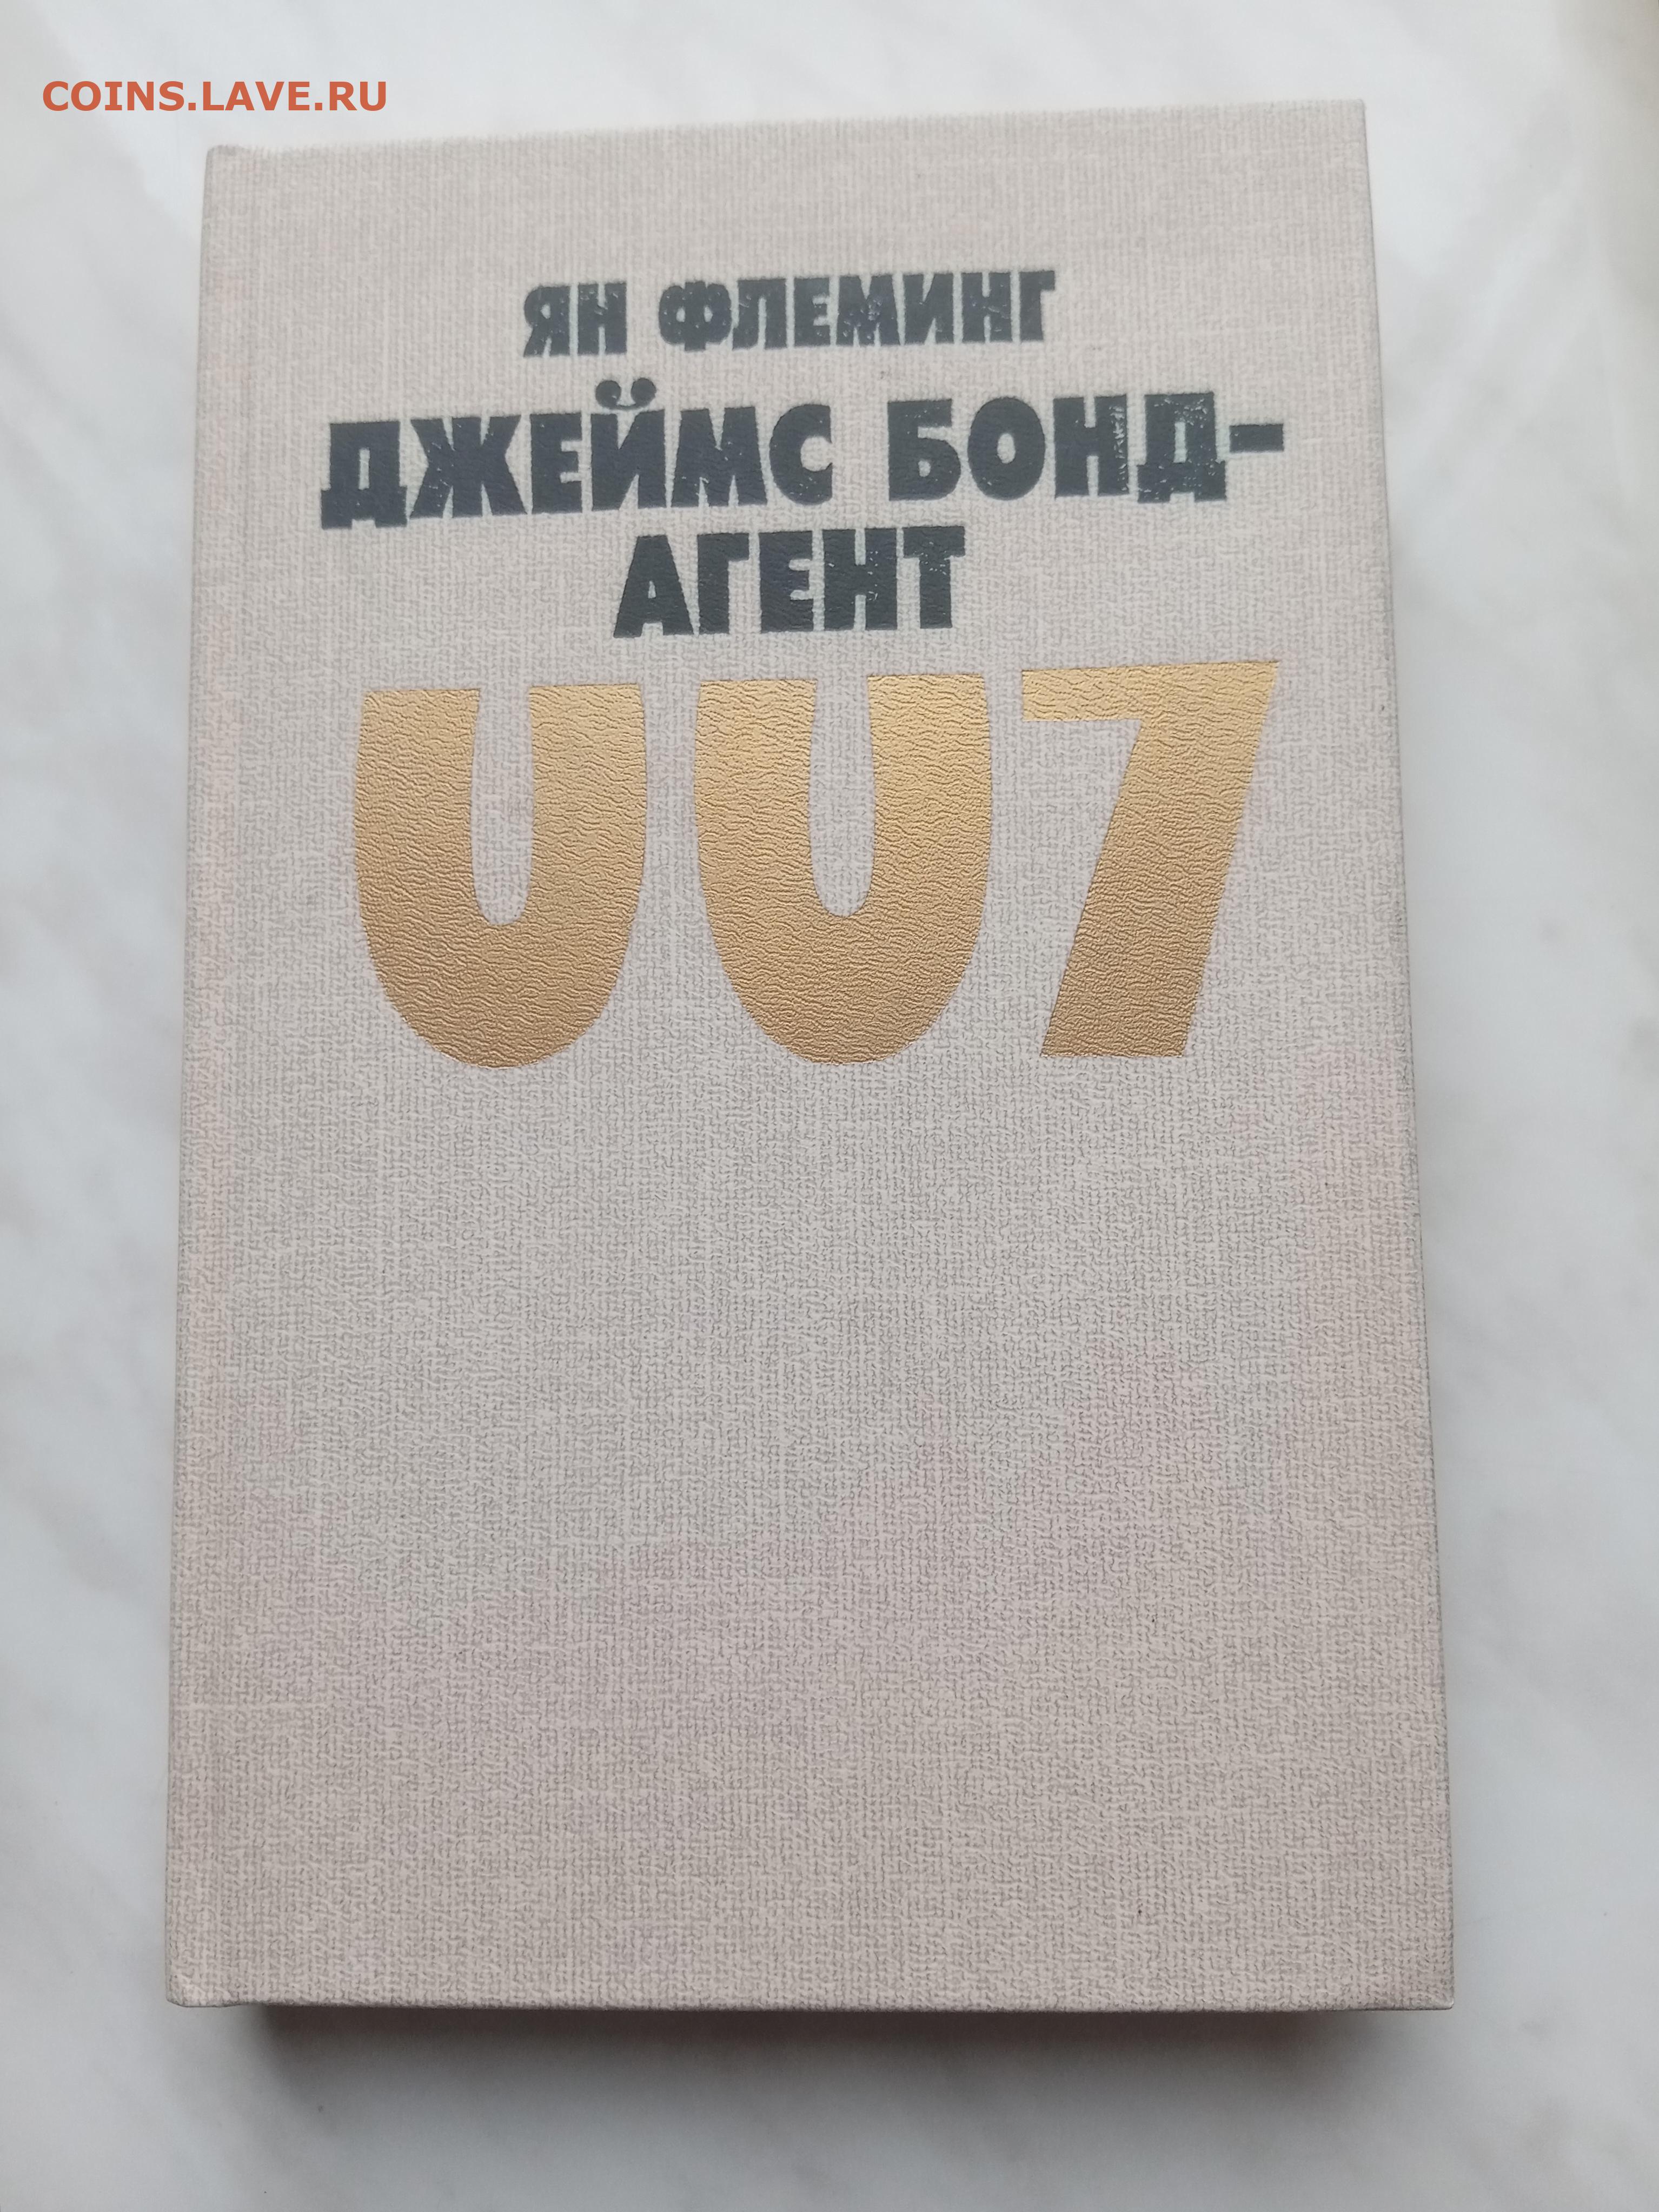 COINS.LAVE.RU
ЯН ФЛЕМИНГ
ДЖЕЙМС БОНД-
АГЕНТ
007